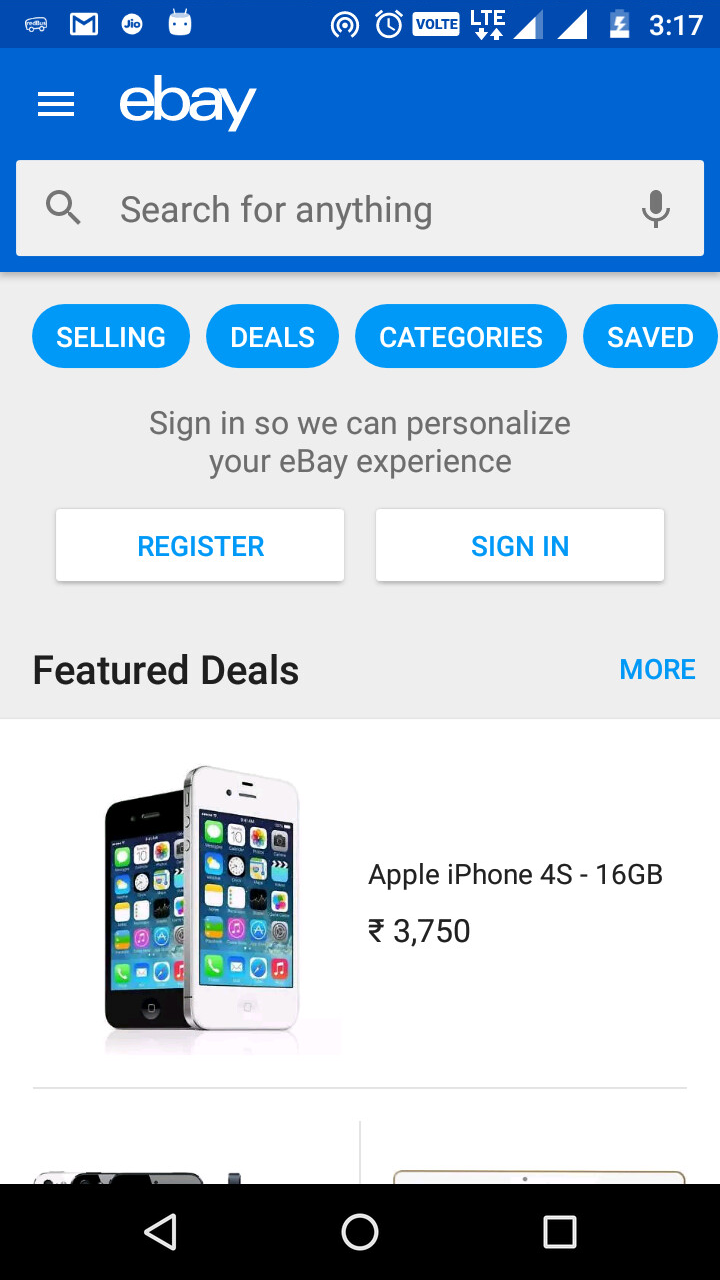 redBus
Jio
VOLTE
LTE
3:17
ebay
Search for anything
SELLING
DEALS
CATEGORIES
SAVED
Sign in so we can personalize
your eBay experience
REGISTER
SIGN IN
Featured Deals
MORE
Apple iPhone 4S - 16GB
₹ 3,750